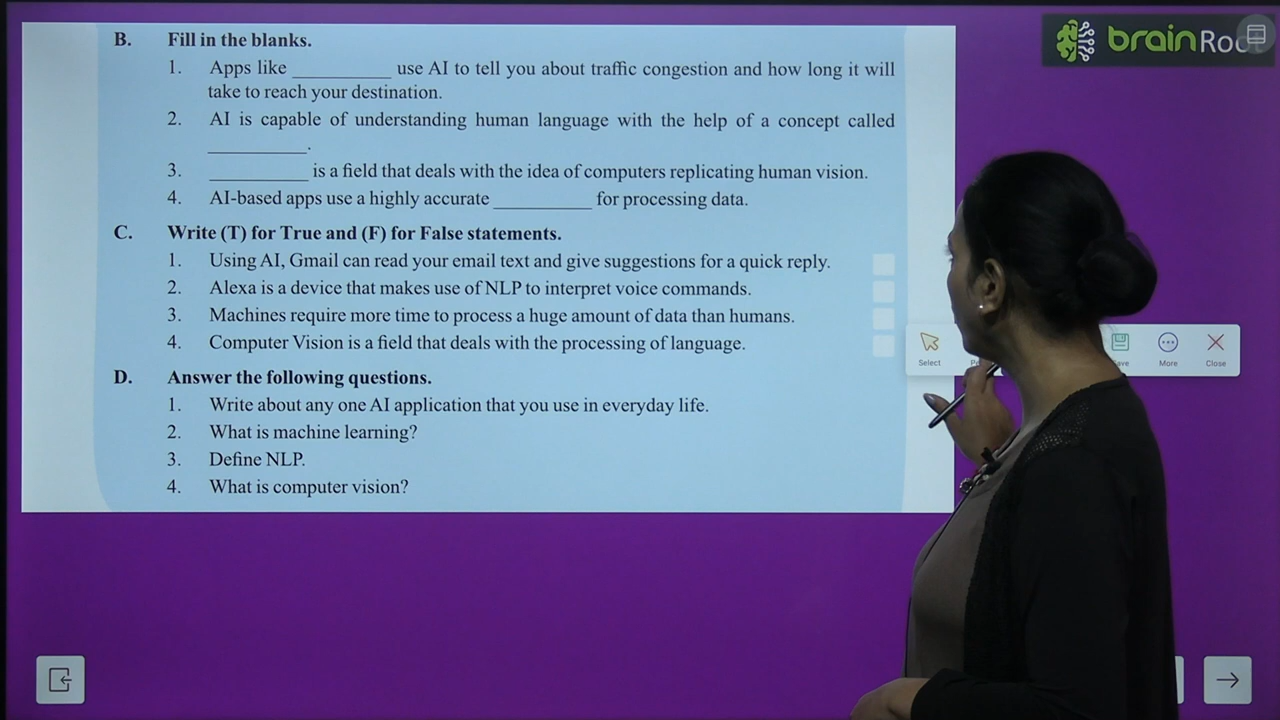 brainRo
B. Fill in the blanks.
1. Apps like __________ use AI to tell you about traffic congestion and how long it will
take to reach your destination.
2. AI is capable of understanding human language with the help of a concept called
__________.
3. __________ is a field that deals with the idea of computers replicating human vision.
4. AI-based apps use a highly accurate __________ for processing data.
C. Write (T) for True and (F) for False statements.
1. Using AI, Gmail can read your email text and give suggestions for a quick reply.
2. Alexa is a device that makes use of NLP to interpret voice commands.
3. Machines require more time to process a huge amount of data than humans.
4. Computer Vision is a field that deals with the processing of language.
Select More Close
D. Answer the following questions.
1. Write about any one AI application that you use in everyday life.
2. What is machine learning?
3. Define NLP.
4. What is computer vision?